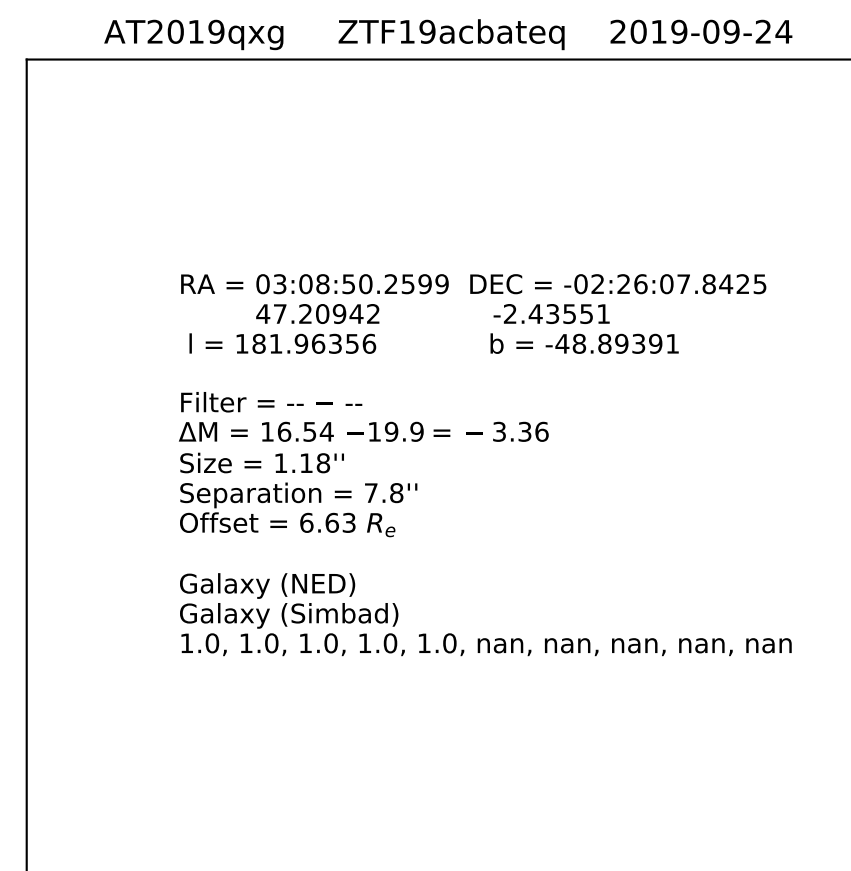 AT2019qxg ZTF19acbateq 2019-09-24
RA = 03:08:50.2599 DEC = -02:26:07.8425
47.20942 -2.43551
l = 181.96356 b = -48.89391
Filter = -- − --
ΔM = 16.54 −19.9 = − 3.36
Size = 1.18''
Separation = 7.8''
Offset = 6.63 Re
Galaxy (NED)
Galaxy (Simbad)
1.0, 1.0, 1.0, 1.0, 1.0, nan, nan, nan, nan, nan